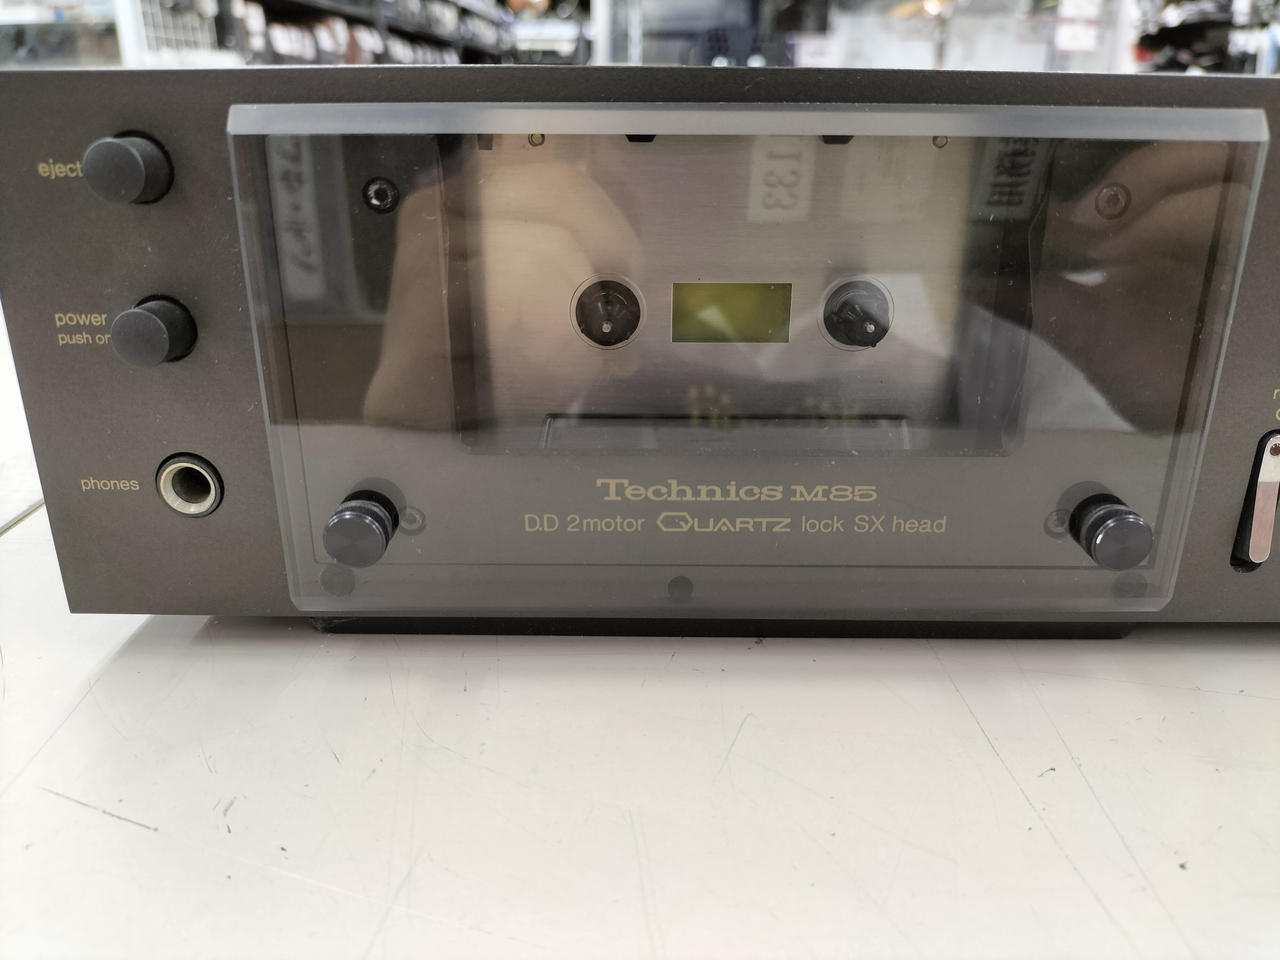 eject
power
push on
phones
Technics M85
D.D 2motor QUARTZ lock SX head